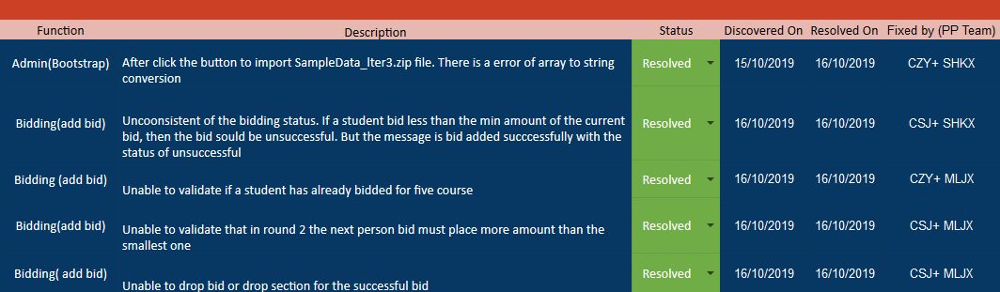 Function Description Status Discovered On Resolved On Fixed by (PP Team)
Admin(Bootstrap) After click the button to import SampleData_lter3.zip file. There is a error of array to string Resolved 15/10/2019 16/10/2019 CZY+ SHKX
conversion
Bidding(add bid) Uncoonsistent of the bidding status. If a student bid less than the min amount of the current Resolved 16/10/2019 16/10/2019 CSJ+ SHKX
bid, then the bid sould be unsuccessful. But the message is bid added succcessfully with the
status of unsuccessful
Bidding (add bid) Unable to validate if a student has already bidded for five course Resolved 16/10/2019 16/10/2019 CZY+ MLJX
Bidding(add bid) Unable to validate that in round 2 the next person bid must place more amount than the Resolved 16/10/2019 16/10/2019 CSJ+ MLJX
smallest one
Bidding( add bid) Unable to drop bid or drop section for the successful bid Resolved 16/10/2019 16/10/2019 CSJ+ MLJX